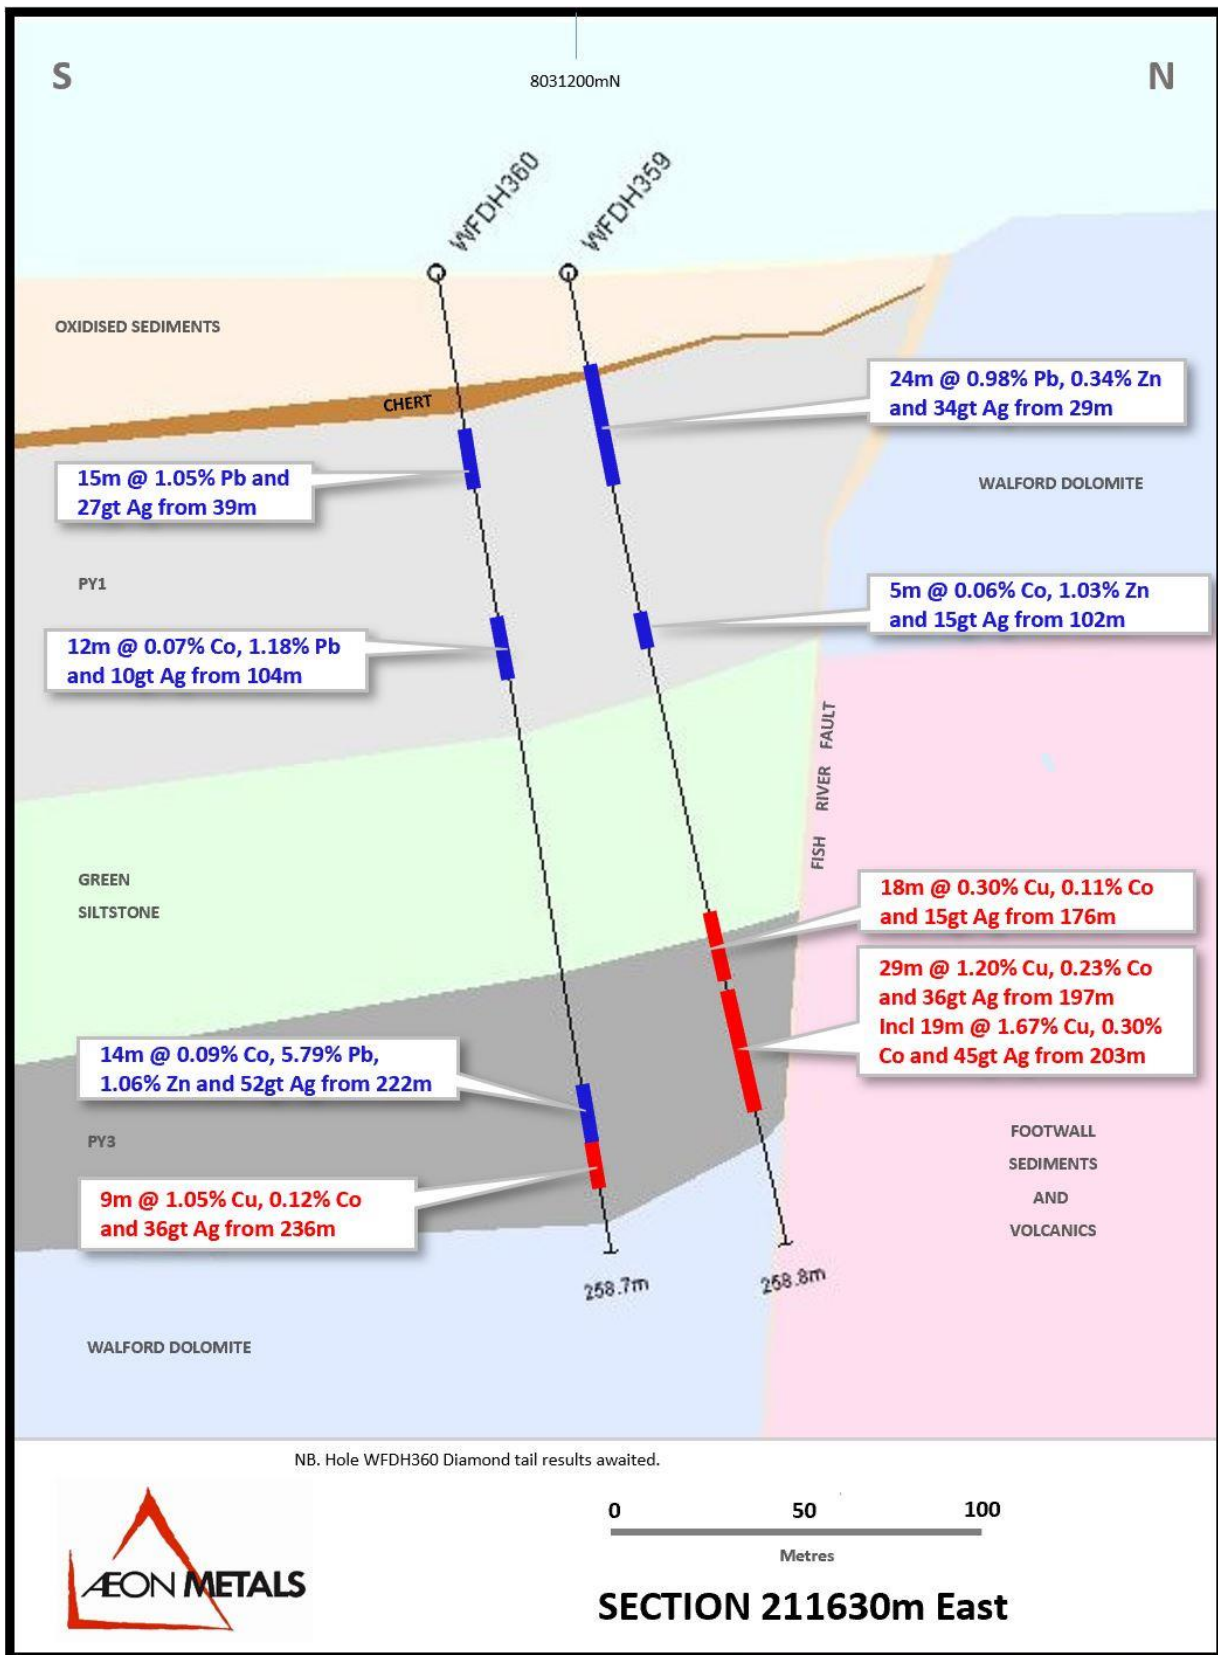 S
8031200mN
N
WFDH360
WFDH359
OXIDISED SEDIMENTS
CHERT
24m @ 0.98% Pb, 0.34% Zn
and 34gt Ag from 29m
15m @ 1.05% Pb and
27gt Ag from 39m
WALFORD DOLOMITE
PY1
5m @ 0.06% Co, 1.03% Zn
and 15gt Ag from 102m
12m @ 0.07% Co, 1.18% Pb
and 10gt Ag from 104m
FISH RIVER FAULT
GREEN
SILTSTONE
18m @ 0.30% Cu, 0.11% Co
and 15gt Ag from 176m
29m @ 1.20% Cu, 0.23% Co
and 36gt Ag from 197m
Incl 19m @ 1.67% Cu, 0.30%
Co and 45gt Ag from 203m
14m @ 0.09% Co, 5.79% Pb,
1.06% Zn and 52gt Ag from 222m
PY3
9m @ 1.05% Cu, 0.12% Co
and 36gt Ag from 236m
FOOTWALL
SEDIMENTS
AND
VOLCANICS
258.7m
258.8m
WALFORD DOLOMITE
NB. Hole WFDH360 Diamond tail results awaited.
0 50 100
Metres
ÆON METALS
SECTION 211630m East